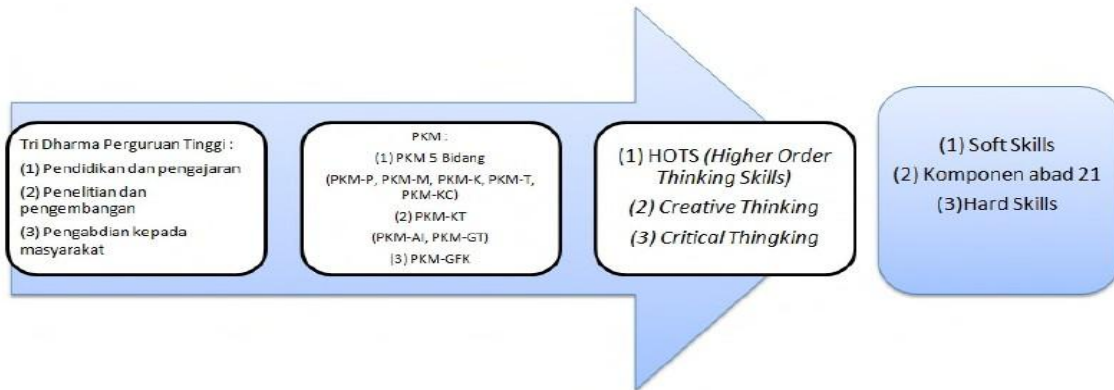 Tri Dharma Perguruan Tinggi :
(1) Pendidikan dan pengajaran
(2) Penelitian dan
pengembangan
(3) Pengabdian kepada
masyarakat
PKM :
(1) PKM 5 Bidang
(PKM-P, PKM-M, PKM-K, PKM-T,
PKM-KC)
(2) PKM-KT
(PKM-AI, PKM-GT)
(3) PKM-GFK
(1) HOTS (Higher Order
Thinking Skills)
(2) Creative Thinking
(3) Critical Thingking
(1) Soft Skills
(2) Komponen abad 21
(3)Hard Skills